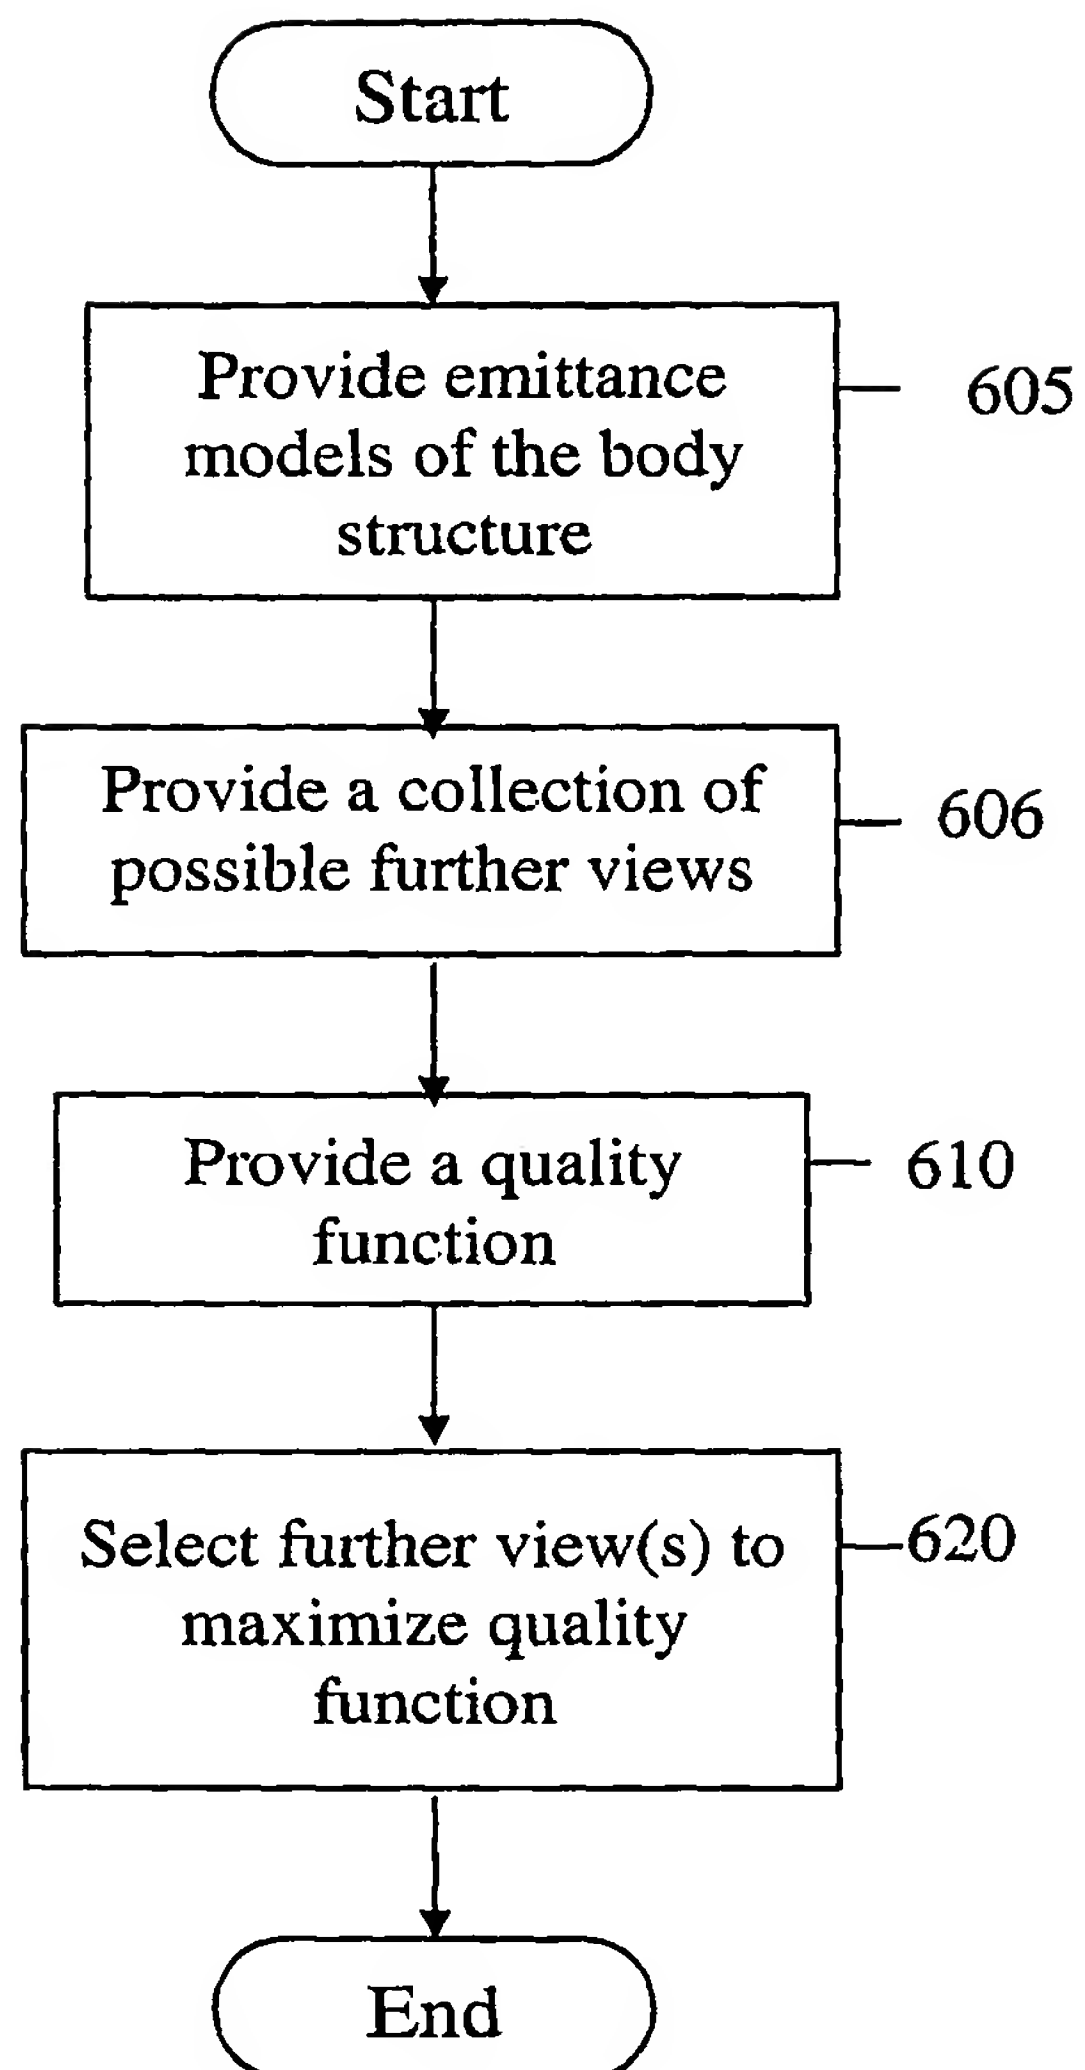 Start
Provide emittance
models of the body
structure
605
Provide a collection of
possible further views
606
Provide a quality
function
610
Select further view(s) to
maximize quality
function
620
End